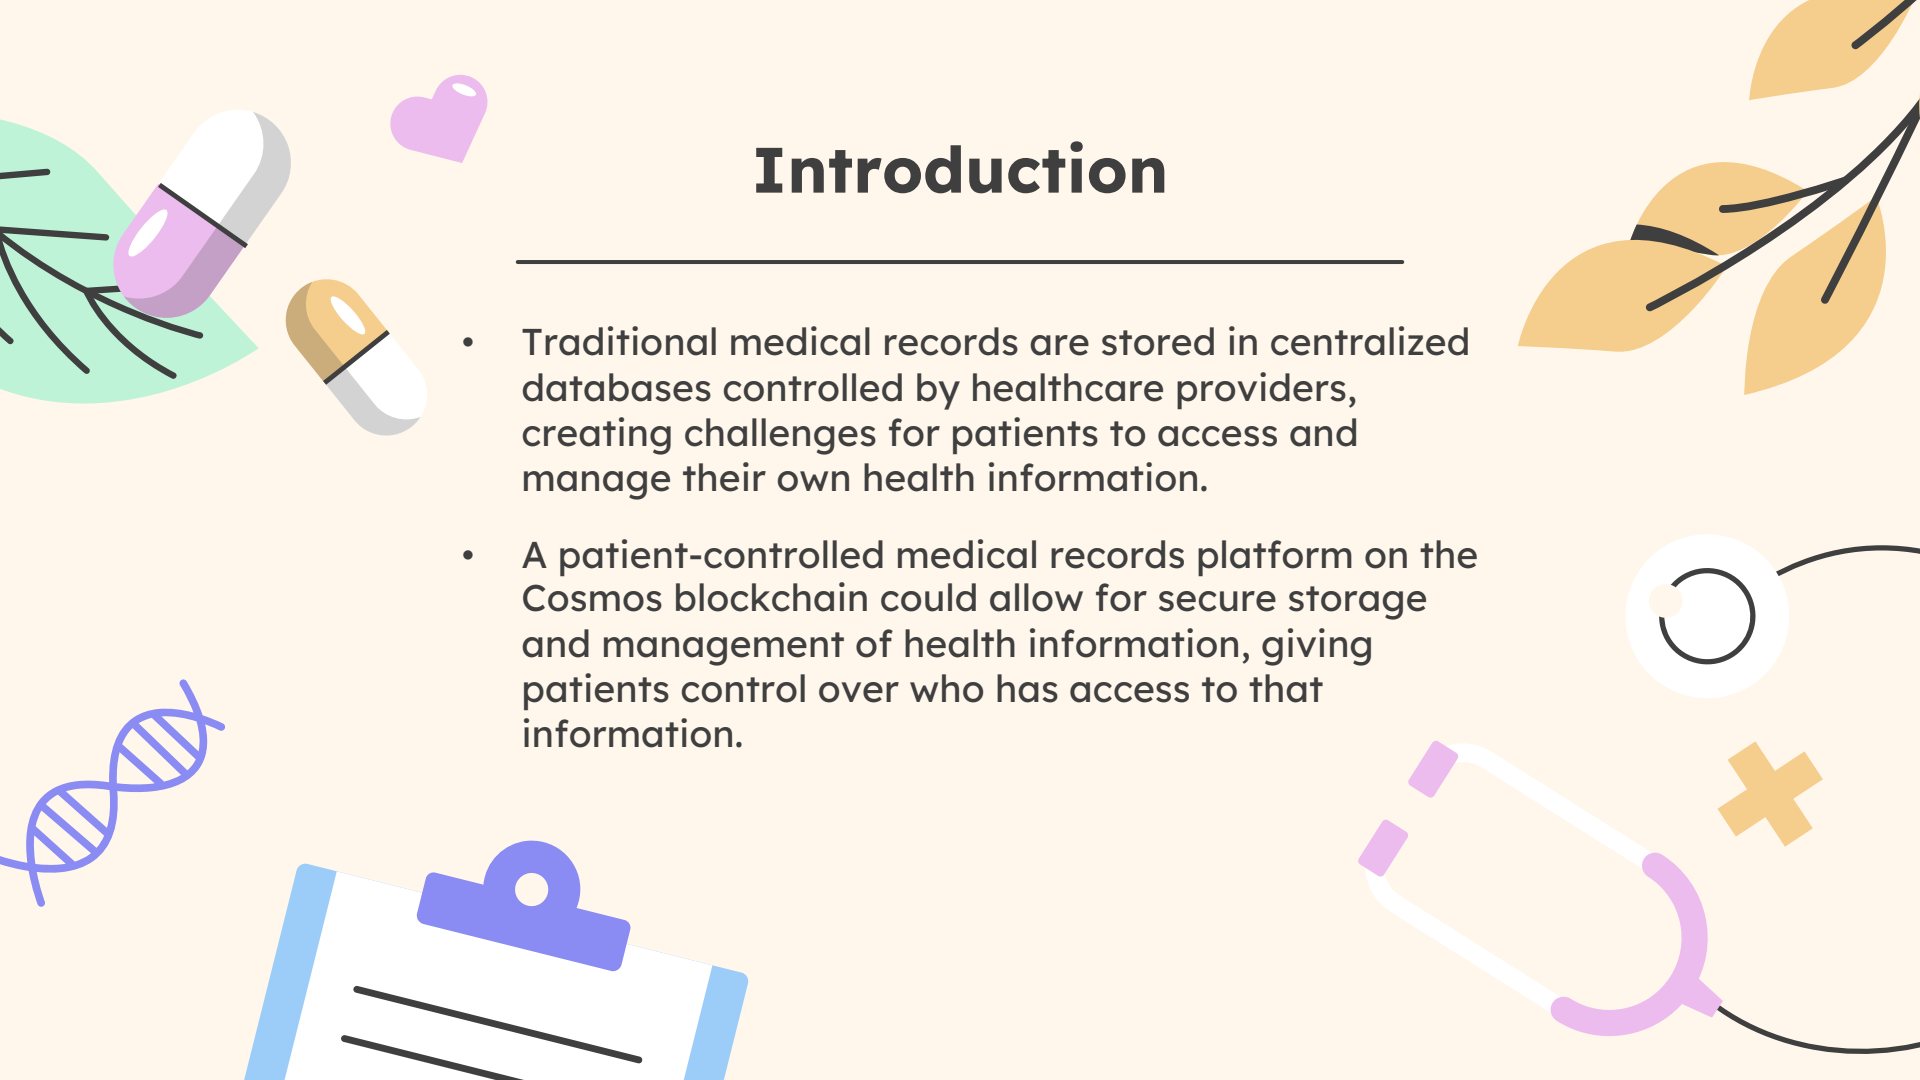 Introduction
• Traditional medical records are stored in centralized
databases controlled by healthcare providers,
creating challenges for patients to access and
manage their own health information.
• A patient-controlled medical records platform on the
Cosmos blockchain could allow for secure storage
and management of health information, giving
patients control over who has access to that
information.